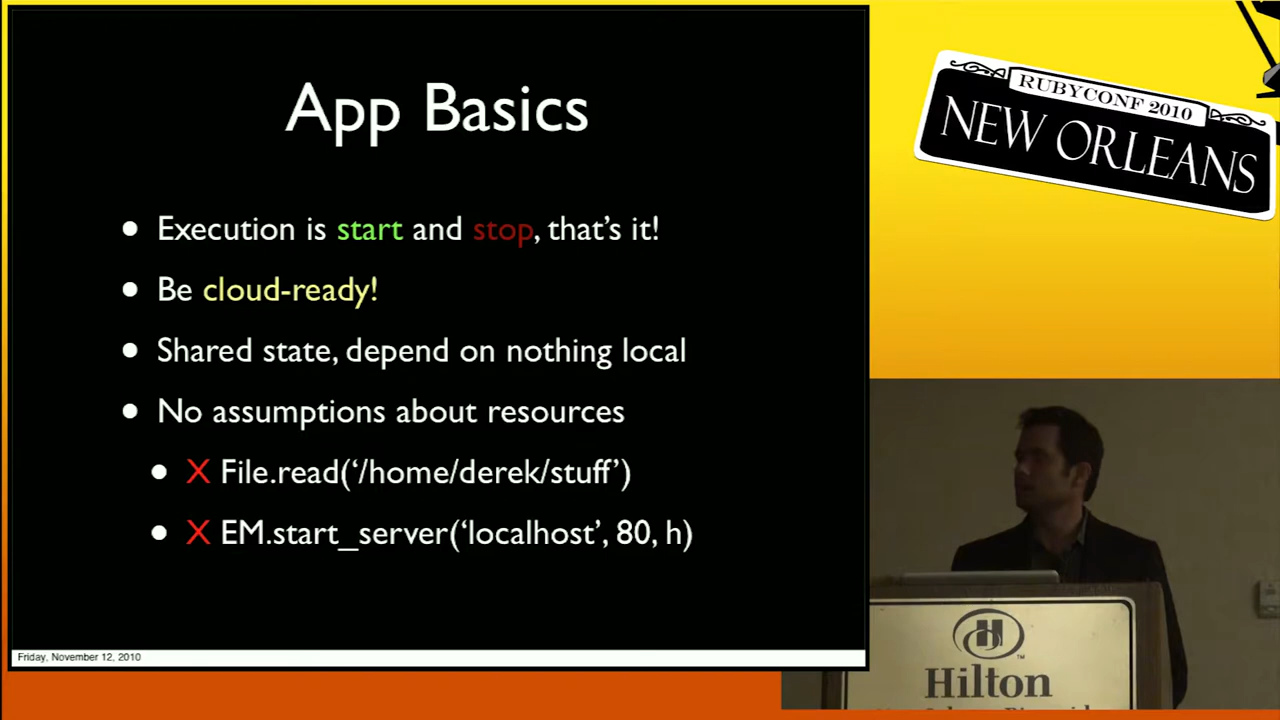 App Basics
RUBYCONF 2010
NEW ORLEANS
• Execution is start and stop, that’s it!
• Be cloud-ready!
• Shared state, depend on nothing local
• No assumptions about resources
• X File.read(‘/home/derek/stuff’)
• X EM.start_server(‘localhost’, 80, h)
Friday, November 12, 2010
H
TM
Hilton